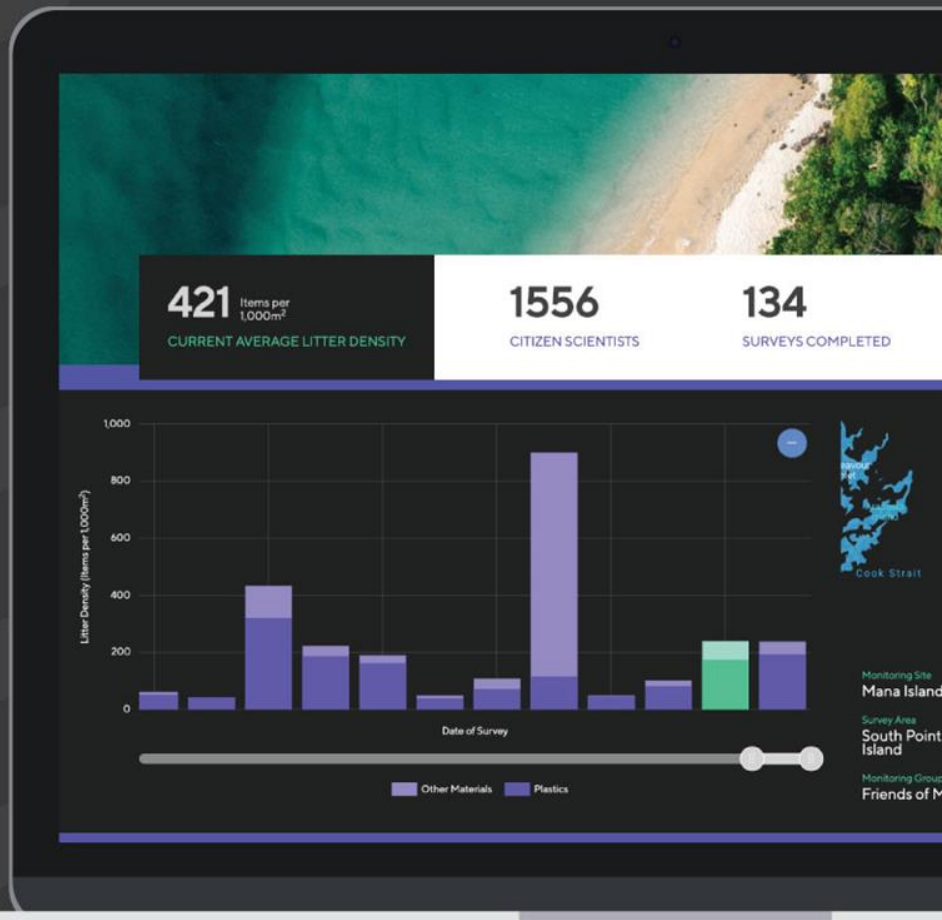 421 Items per
1,000m²
CURRENT AVERAGE LITTER DENSITY
1556
CITIZEN SCIENTISTS
134
SURVEYS COMPLETED
1,000
800
600
400
200
0
Litter Density (Items per 1,000m²)
Date of Survey
Other Materials
Plastics
Cook Strait
Monitoring Site
Mana Island
Survey Area
South Point
Island
Monitoring Group
Friends of M